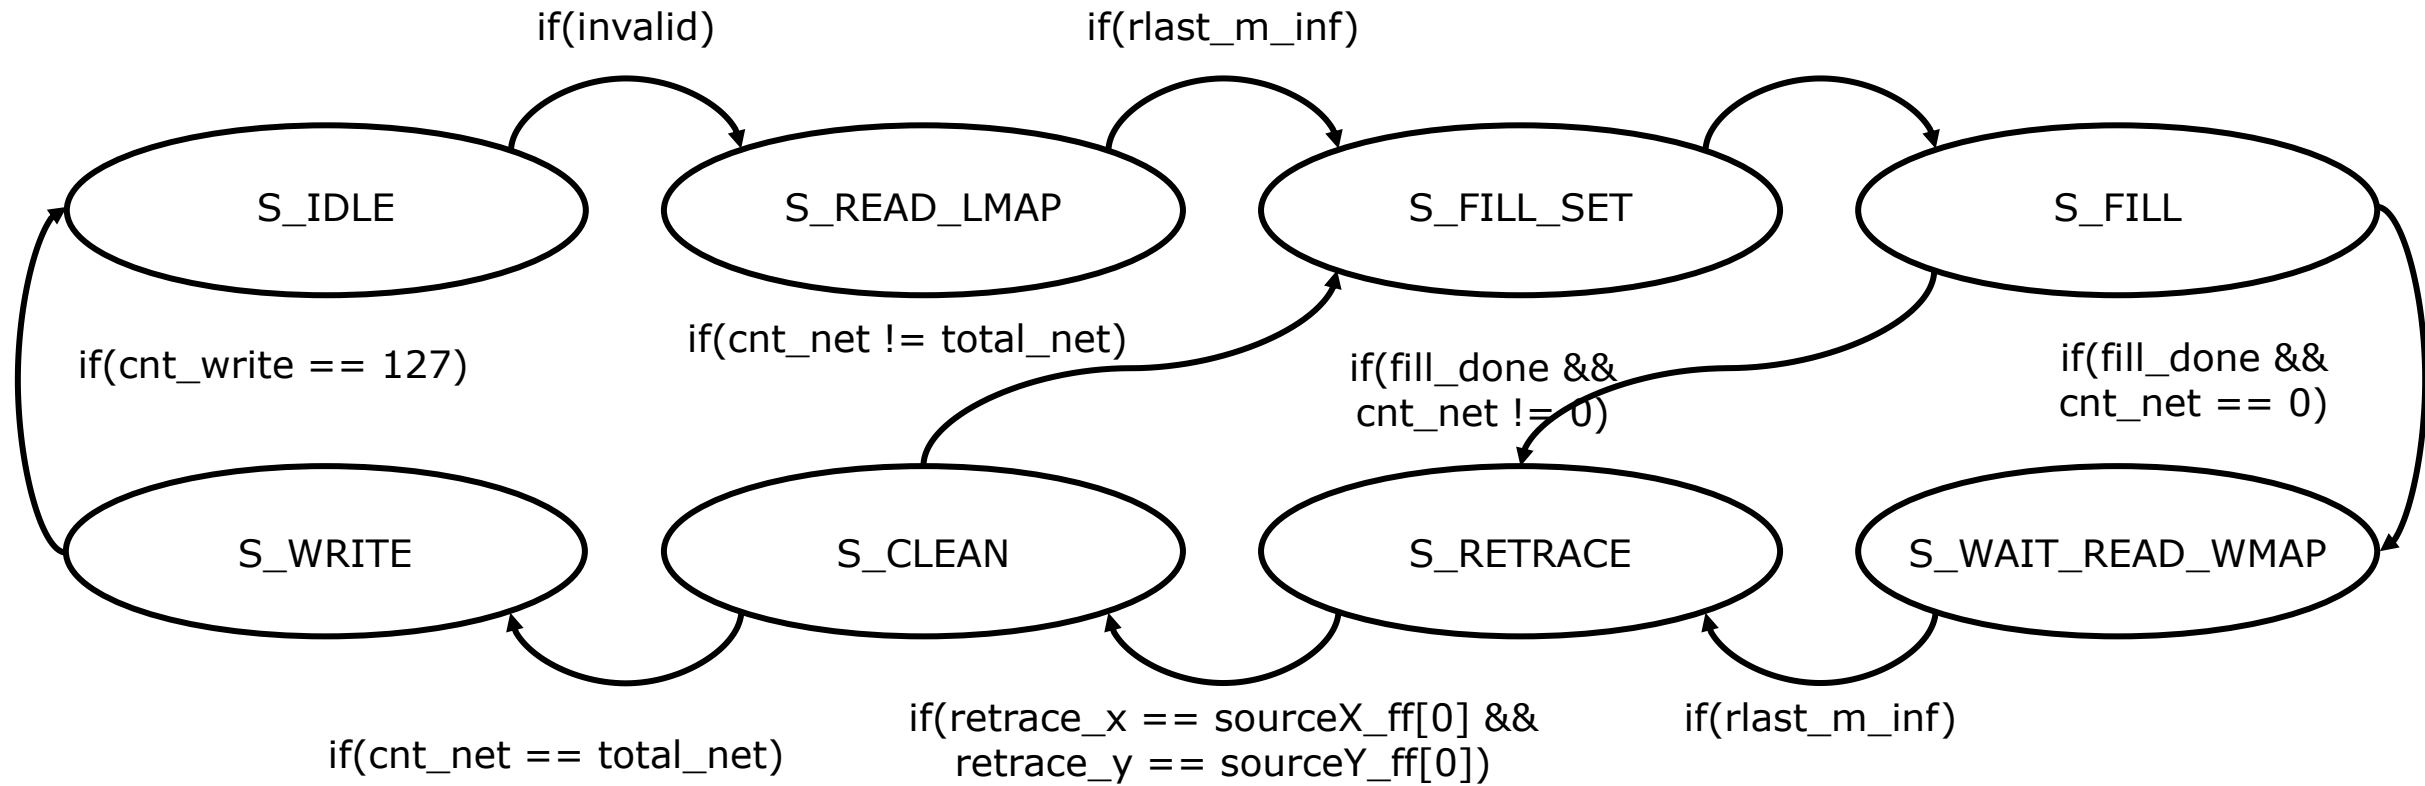 if(invalid)
if(rlast_m_inf)
S_IDLE
S_READ_LMAP
S_FILL_SET
S_FILL
if(cnt_write == 127)
if(cnt_net != total_net)
if(fill_done &&
cnt_net != 0)
if(fill_done &&
cnt_net == 0)
S_WRITE
S_CLEAN
S_RETRACE
S_WAIT_READ_WMAP
if(cnt_net == total_net)
if(retrace_x == sourceX_ff[0] &&
retrace_y == sourceY_ff[0])
if(rlast_m_inf)